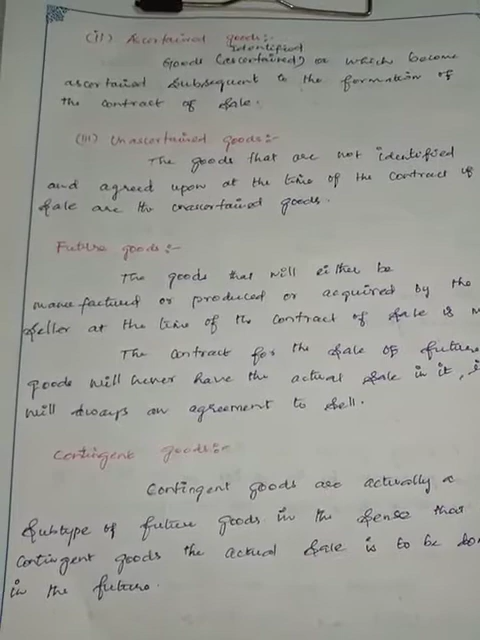 (ii) Ascertained goods:-
identified
Goods (ascertained) or which become
ascertained subsequent to the formation of
the contract of sale.
(iii) Unascertained goods:-
The goods that are not identified
and agreed upon at the time of the contract of
sale are the unascertained goods.
Future goods:-
The goods that will either be
manufactured or produced or acquired by the
seller at the time of the contract of sale is
The contract for the sale of future
goods will never have the actual sale in it,
will always an agreement to sell.
Contingent goods:-
Contingent goods are actually a
subtype of future goods in the sense that
contingent goods the actual sale is to be
in the future.